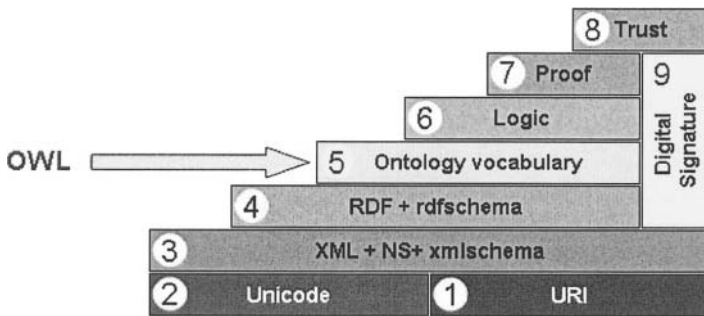 8 Trust
7 Proof
9 Digital Signature
6 Logic
OWL
5 Ontology vocabulary
4 RDF + rdfschema
3 XML + NS+ xmlschema
2 Unicode
1 URI